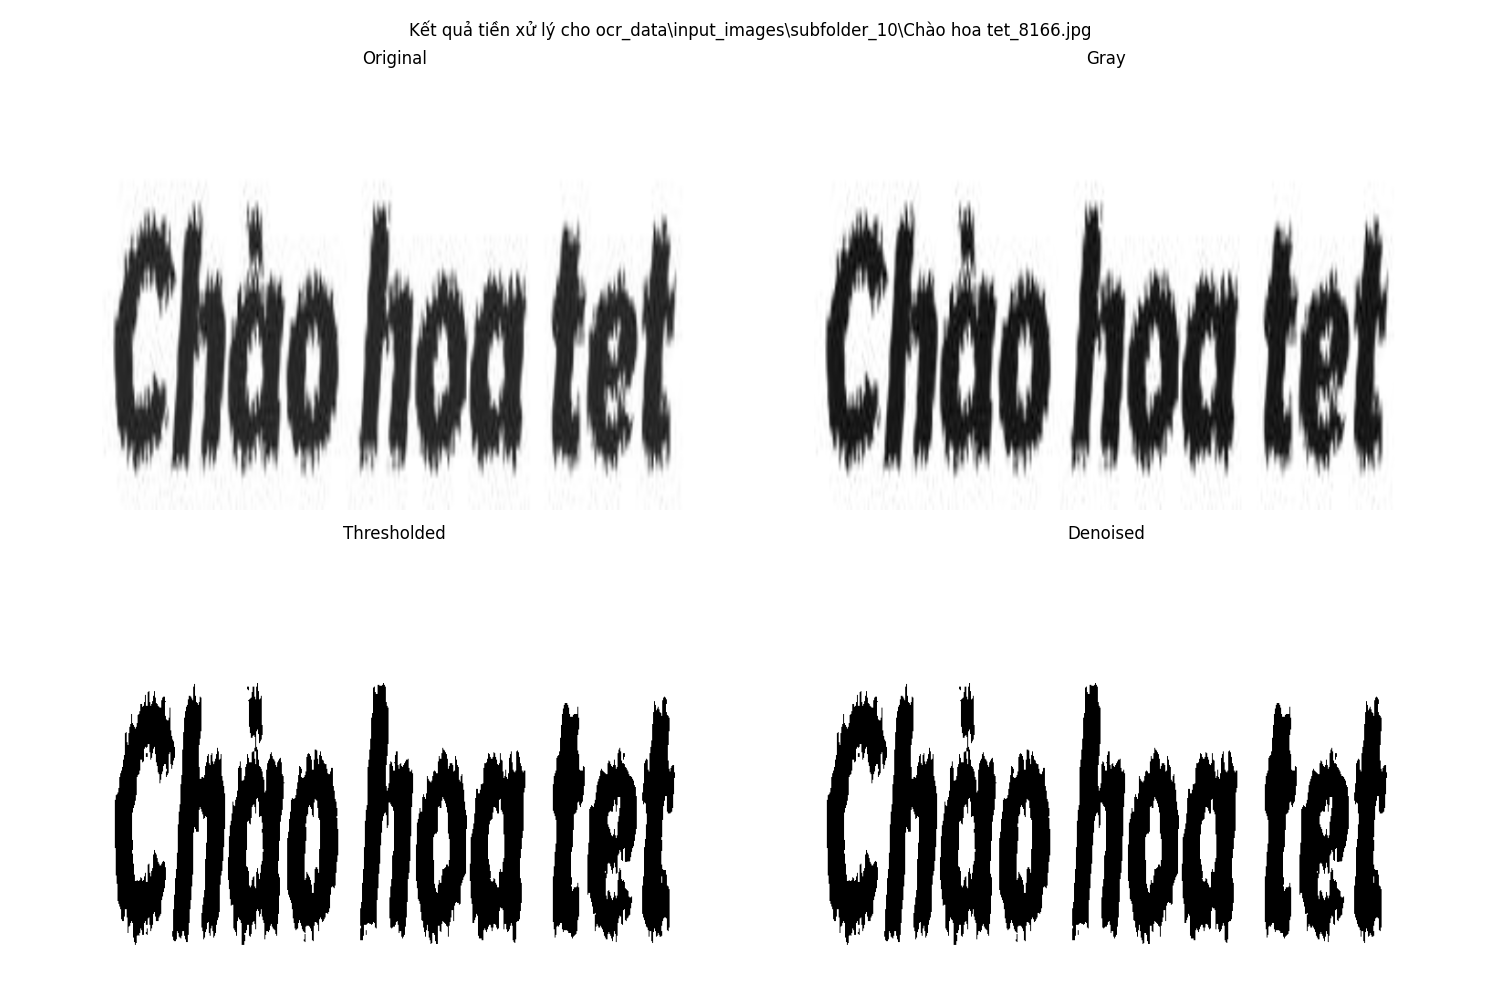 Kết quả tiền xử lý cho ocr_data\input_images\subfolder_10\Chào hoa tet_8166.jpg
Original
Gray
Chào hoa tet
Chào hoa tet
Thresholded
Denoised
Chào hoa tet
Chào hoa tet